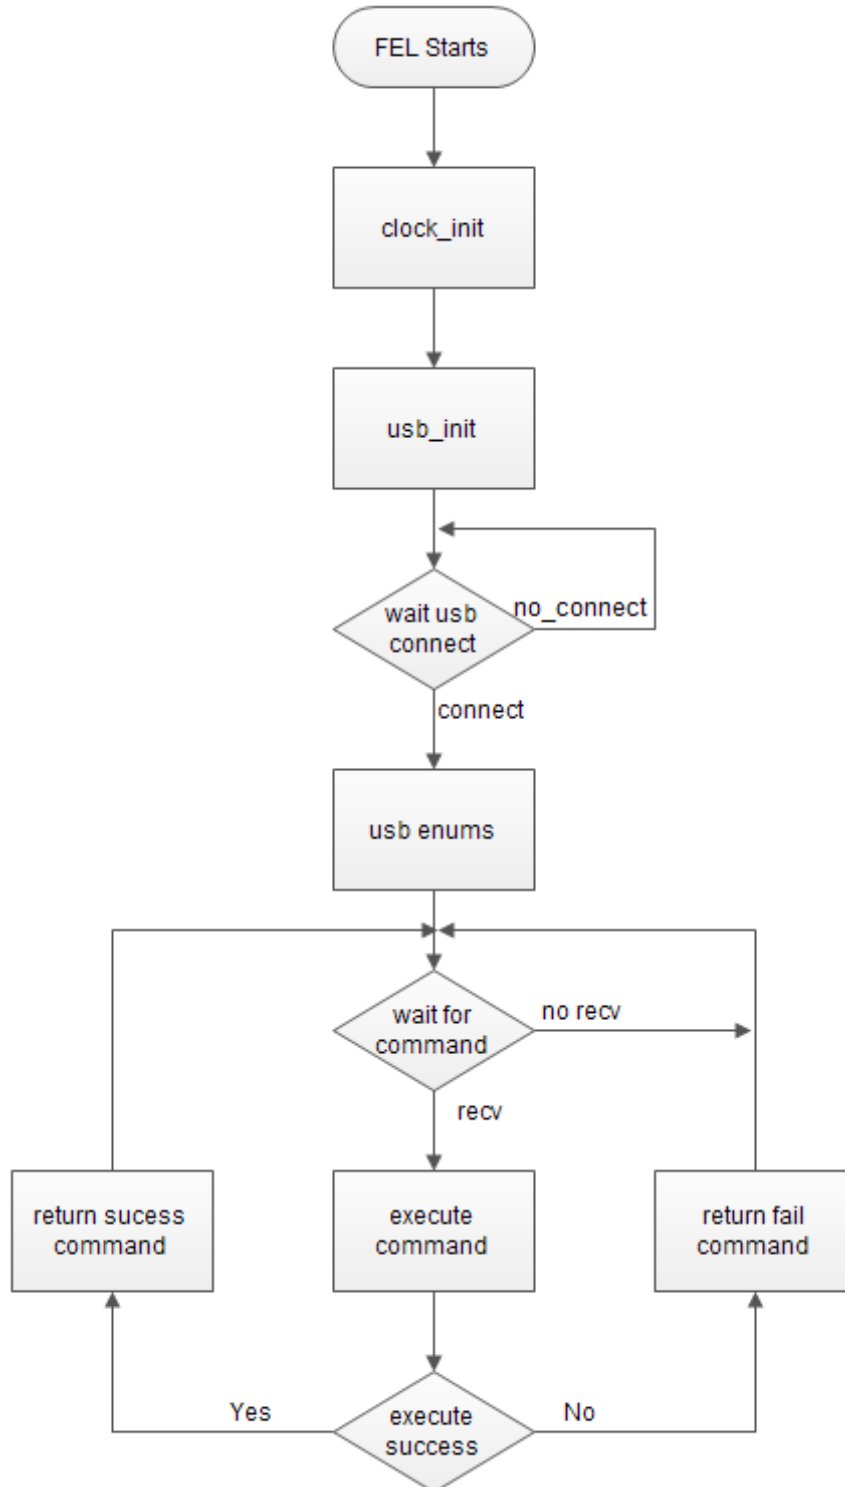 FEL Starts
clock_init
usb_init
wait usb
connect
no_connect
connect
usb enums
wait for
command
no recv
recv
return sucess
command
execute
command
return fail
command
Yes
execute
success
No